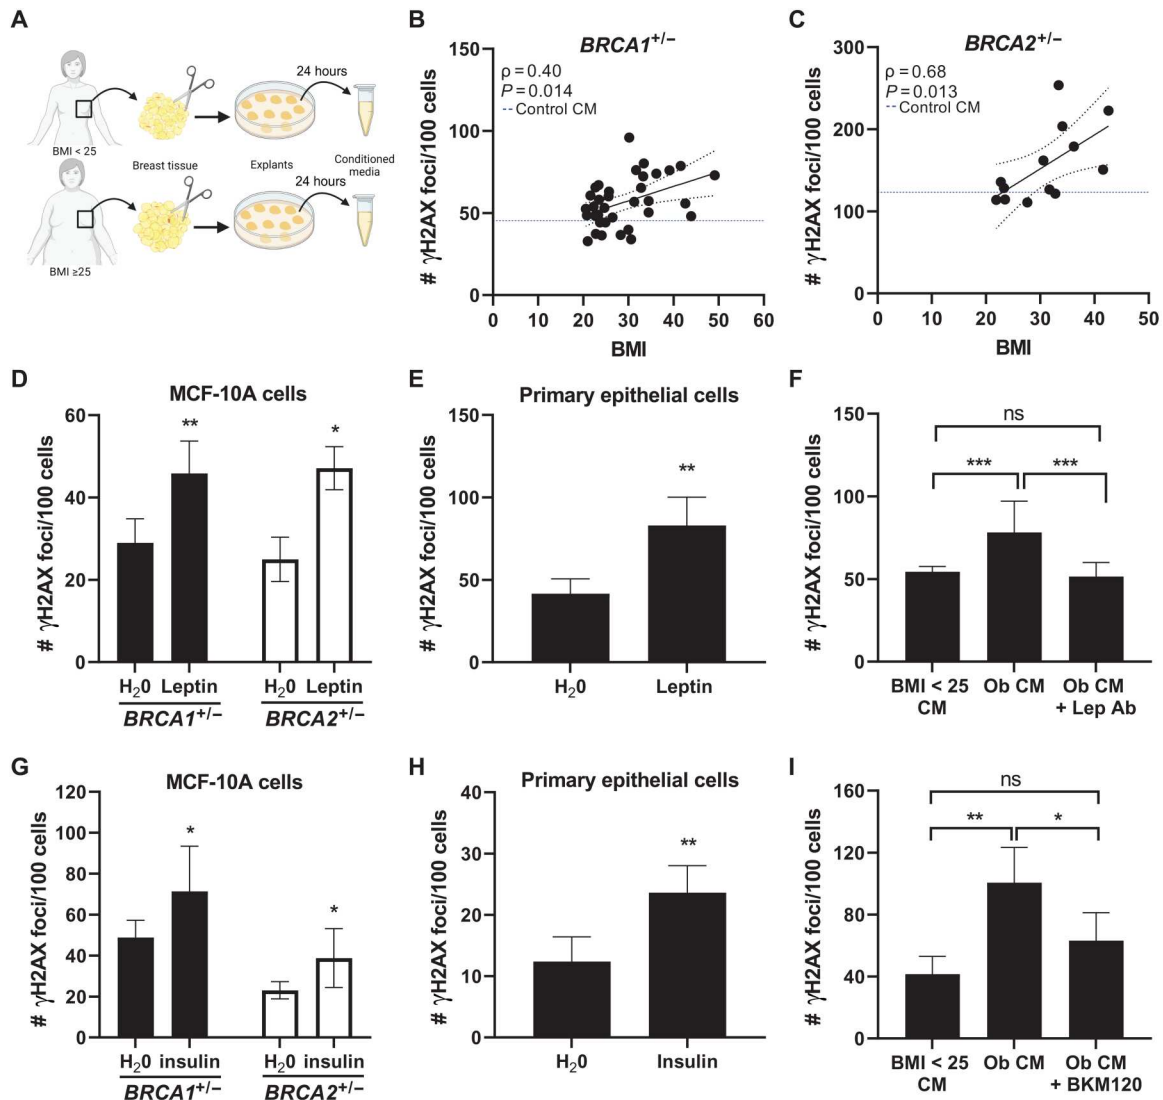 A
24 hours
BMI < 25
Breast tissue
Explants
Conditioned
media
24 hours
BMI ≥25
B
BRCA1+/–
ρ = 0.40
P = 0.014
Control CM
# γH2AX foci/100 cells
150
100
50
0
0 10 20 30 40 50 60
BMI
C
BRCA2+/–
ρ = 0.68
P = 0.013
Control CM
# γH2AX foci/100 cells
300
200
100
0
0 10 20 30 40 50
BMI
D
MCF-10A cells
# γH2AX foci/100 cells
60
40
20
0
**
*
H20 Leptin H20 Leptin
BRCA1+/– BRCA2+/–
E
Primary epithelial cells
# γH2AX foci/100 cells
150
100
50
0
**
H20 Leptin
F
# γH2AX foci/100 cells
150
100
50
0
ns
*** ***
BMI < 25 Ob CM Ob CM
CM + Lep Ab
G
MCF-10A cells
# γH2AX foci/100 cells
120
100
80
60
40
20
0
*
*
H20 insulin H20 insulin
BRCA1+/– BRCA2+/–
H
Primary epithelial cells
# γH2AX foci/100 cells
40
30
20
10
0
**
H20 Insulin
I
# γH2AX foci/100 cells
160
120
80
40
0
ns
** *
BMI < 25 Ob CM Ob CM
CM + BKM120